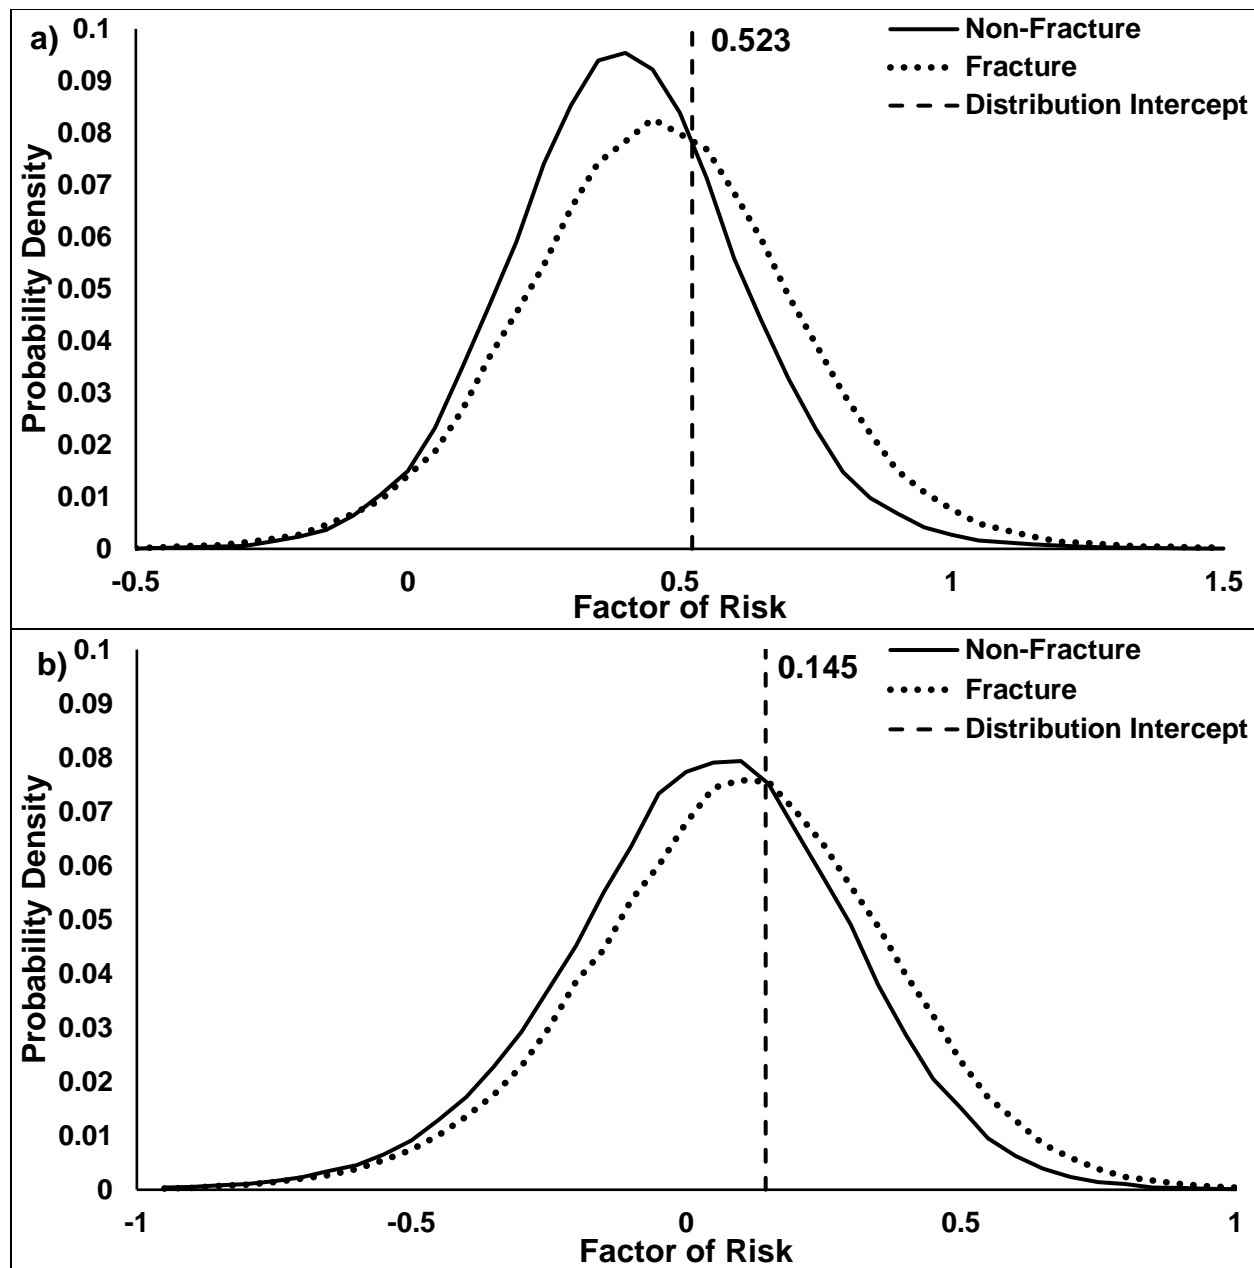 a)
0.523
Non-Fracture
Fracture
Distribution Intercept
Probability Density
0.1
0.09
0.08
0.07
0.06
0.05
0.04
0.03
0.02
0.01
0
-0.5 0 0.5 1 1.5
Factor of Risk
b)
0.145
Non-Fracture
Fracture
Distribution Intercept
Probability Density
0.1
0.09
0.08
0.07
0.06
0.05
0.04
0.03
0.02
0.01
0
-1 -0.5 0 0.5 1
Factor of Risk